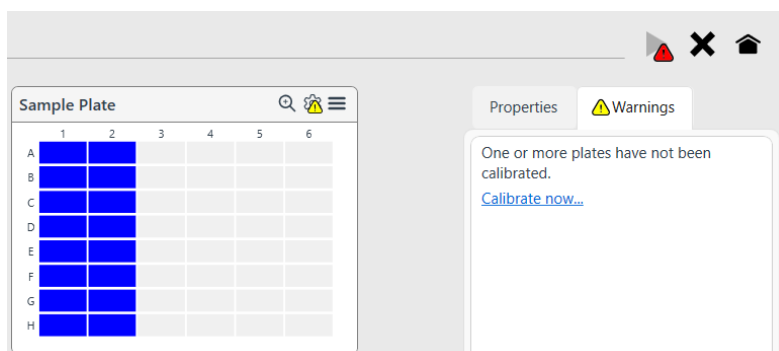 Sample Plate
Properties
Warnings
1 2 3 4 5 6
A
B
C
D
E
F
G
H
One or more plates have not been
calibrated.
Calibrate now...